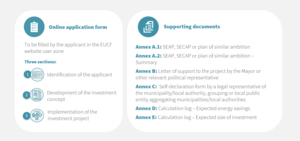 Online application form
To be filled by the applicant in the EUCF
website user zone
Three sections:
1 Identification of the applicant
2 Development of the investment
concept
3 Implementation of the
investment project
Supporting documents
Annex A.1: SEAP, SECAP or plan of similar ambition
Annex A.2: SEAP, SECAP or plan of similar ambition –
Summary
Annex B: Letter of support to the project by the Mayor or
other relevant political representative
Annex C: Self-declaration form by a legal representative of
the municipality/local authority, grouping or local public
entity aggregating municipalities/local authorities
Annex D: Calculation log – Expected energy savings
Annex E: Calculation log – Expected size of investment